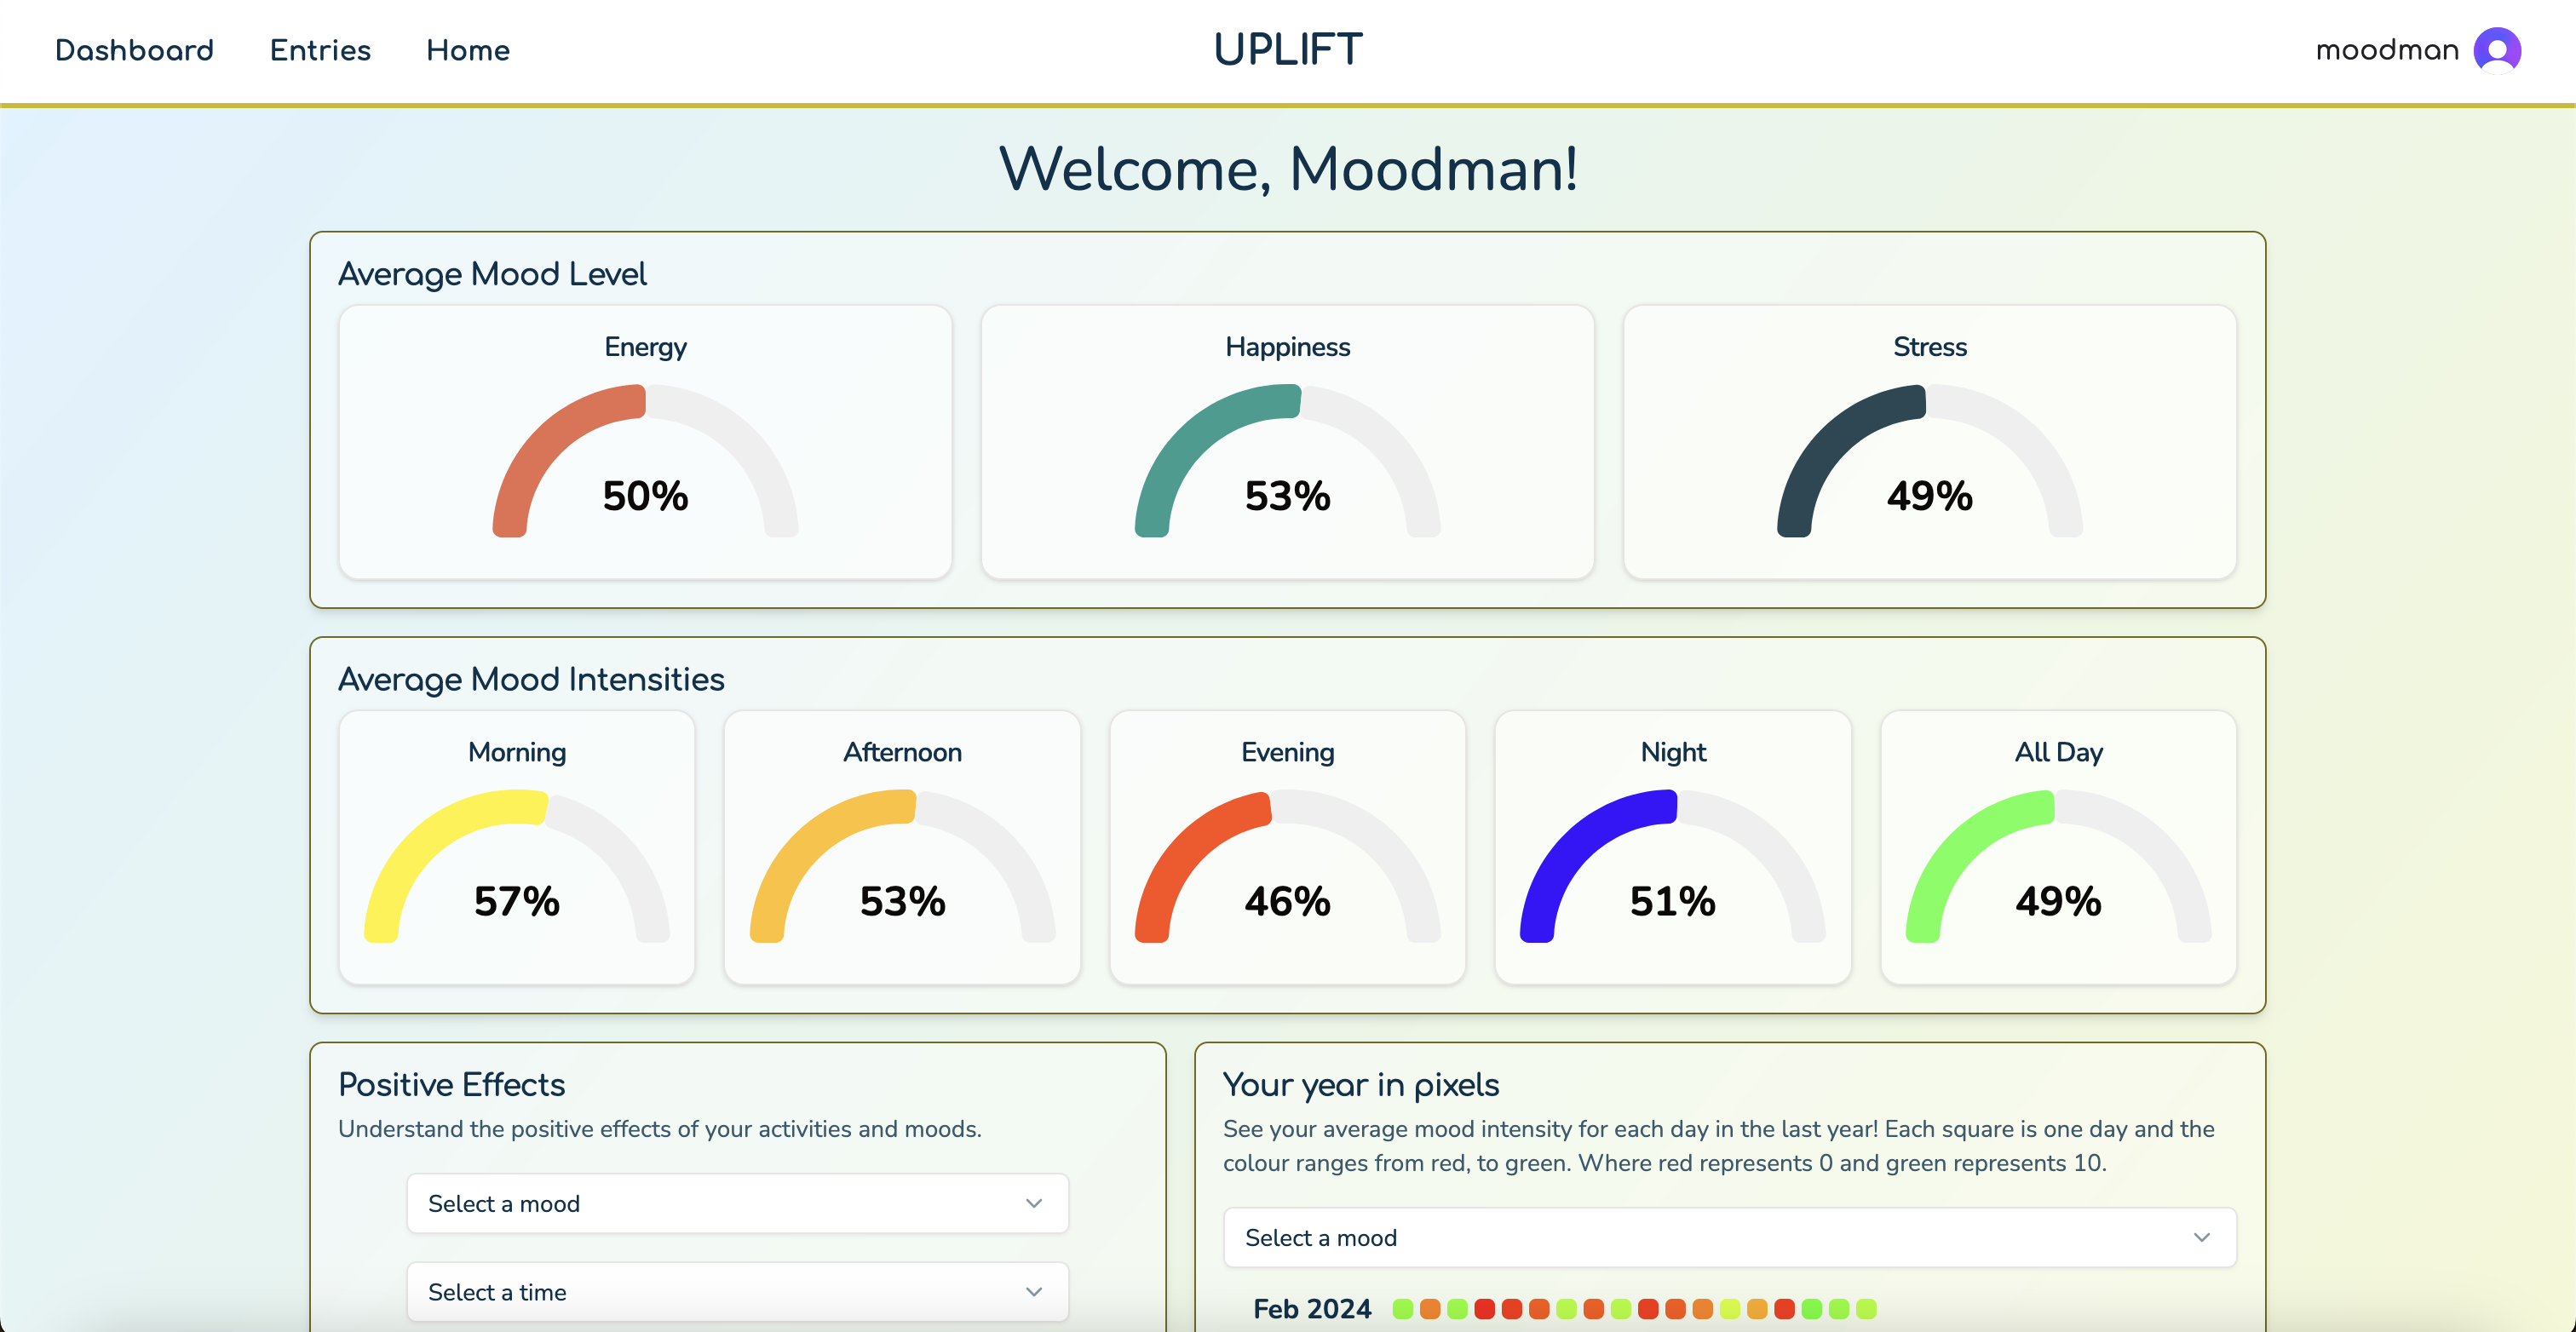 Dashboard Entries Home UPLIFT moodman
Welcome, Moodman!
Average Mood Level
Energy
50%
Happiness
53%
Stress
49%
Average Mood Intensities
Morning
57%
Afternoon
53%
Evening
46%
Night
51%
All Day
49%
Positive Effects
Understand the positive effects of your activities and moods.
Select a mood
Select a time
Your year in pixels
See your average mood intensity for each day in the last year! Each square is one day and the
colour ranges from red, to green. Where red represents 0 and green represents 10.
Select a mood
Feb 2024